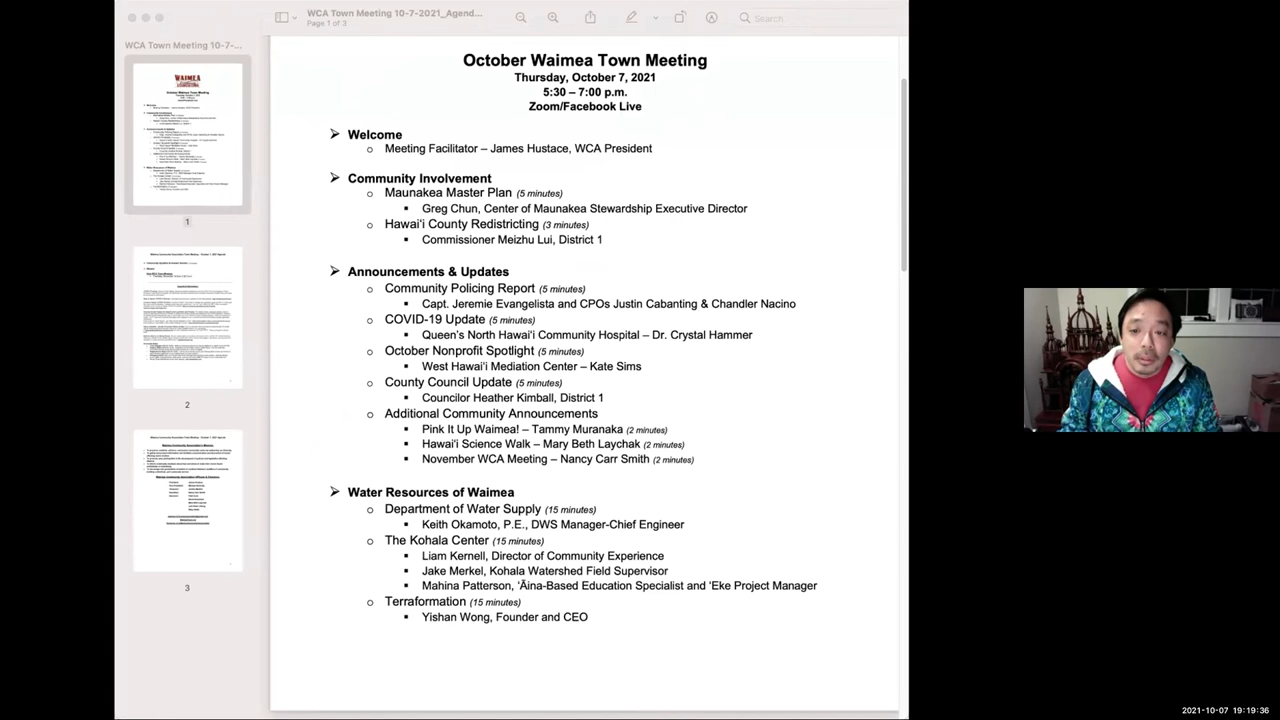 WCA Town Meeting 10-7-2021_Agend...
Page 1 of 3
Search
WCA Town Meeting 10-7-...
WAIMEA
1
2
3
October Waimea Town Meeting
Thursday, October 7, 2021
5:30 – 7:00 p.m.
Zoom/Facebook Live
➢ Welcome
o Meeting Facilitator – James Hustace, WCA President
➢ Community Involvement
o Maunakea Master Plan (5 minutes)
▪ Greg Chun, Center of Maunakea Stewardship Executive Director
o Hawai‘i County Redistricting (3 minutes)
▪ Commissioner Meizhu Lui, District 1
➢ Announcements & Updates
o Community Policing Report (5 minutes)
▪ Capt. Jeremie Evangelista and CPOs Justin Cabanting & Chandler Nacino
o COVID-19 Update (5 minutes)
▪ Queen's North Hawai‘i Community Hospital – Dr. Crystal Hammer
o October Nonprofit Spotlight (5 minutes)
▪ West Hawai‘i Mediation Center – Kate Sims
o County Council Update (5 minutes)
▪ Councilor Heather Kimball, District 1
o Additional Community Announcements
▪ Pink It Up Waimea! – Tammy Muranaka (2 minutes)
▪ Hawai‘i Science Walk – Mary Beth Laychak (2 minutes)
▪ November WCA Meeting – Nancy Carr Smith (2 minutes)
➢ Water Resources of Waimea
o Department of Water Supply (15 minutes)
▪ Keith Okamoto, P.E., DWS Manager-Chief Engineer
o The Kohala Center (15 minutes)
▪ Liam Kernell, Director of Community Experience
▪ Jake Merkel, Kohala Watershed Field Supervisor
▪ Mahina Patterson, ‘Āina-Based Education Specialist and ‘Eke Project Manager
o Terraformation (15 minutes)
▪ Yishan Wong, Founder and CEO
2021-10-07 19:19:36